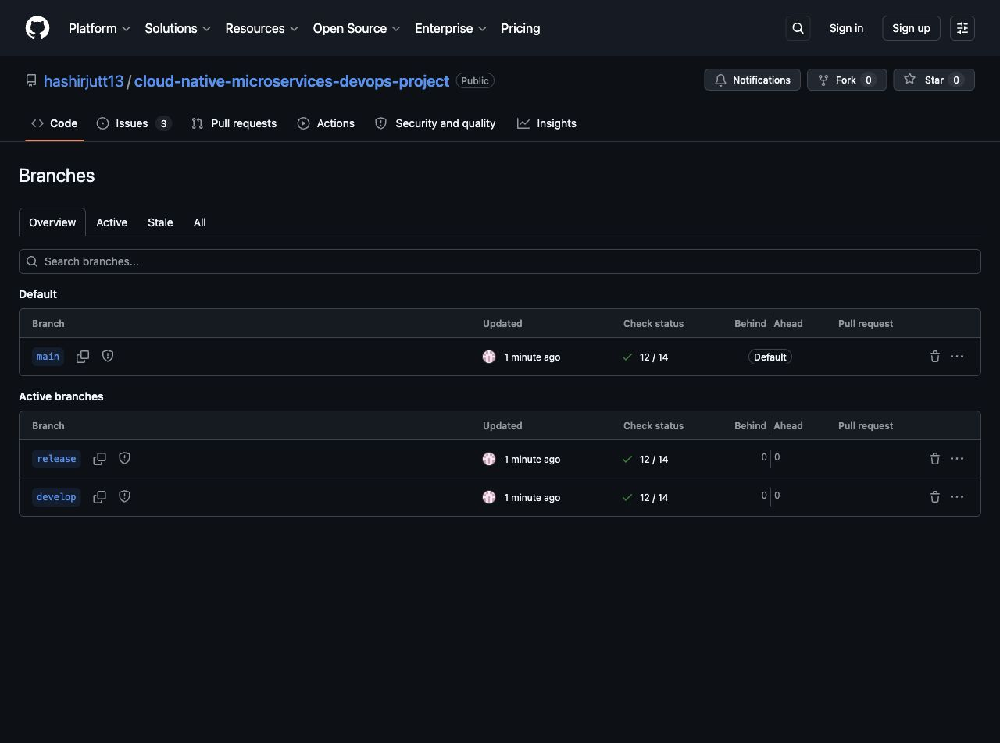 Platform Solutions Resources Open Source Enterprise Pricing Sign in Sign up
hashirjutt13 / cloud-native-microservices-devops-project Public Notifications Fork 0 Star 0
Code Issues 3 Pull requests Actions Security and quality Insights
Branches
Overview Active Stale All
Search branches...
Default
Branch Updated Check status Behind Ahead Pull request
main 1 minute ago 12 / 14 Default
Active branches
Branch Updated Check status Behind Ahead Pull request
release 1 minute ago 12 / 14 0 0
develop 1 minute ago 12 / 14 0 0